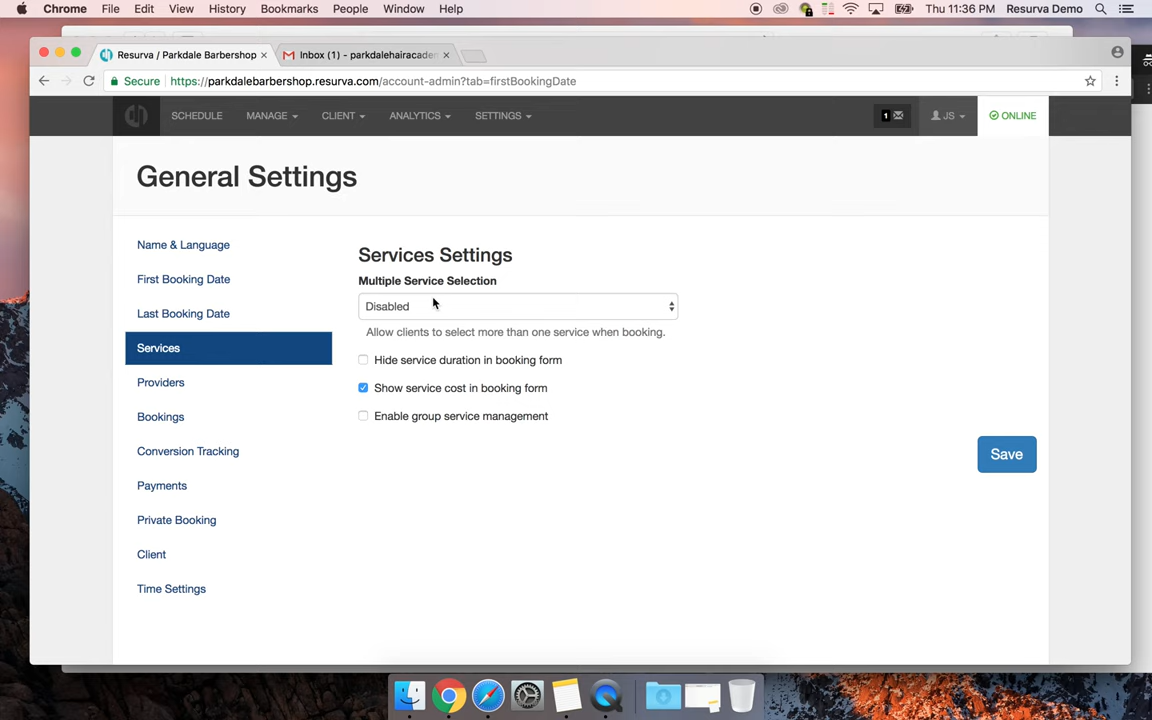 Chrome File Edit View History Bookmarks People Window Help Thu 11:36 PM Resurva Demo
Resurva / Parkdale Barbershop
Inbox (1) - parkdalehairacadem
Secure https://parkdalebarbershop.resurva.com/account-admin?tab=firstBookingDate
SCHEDULE MANAGE CLIENT ANALYTICS SETTINGS 1 JS ONLINE
General Settings
Name & Language
First Booking Date
Last Booking Date
Services
Providers
Bookings
Conversion Tracking
Payments
Private Booking
Client
Time Settings
Services Settings
Multiple Service Selection
Disabled
Allow clients to select more than one service when booking.
Hide service duration in booking form
Show service cost in booking form
Enable group service management
Save